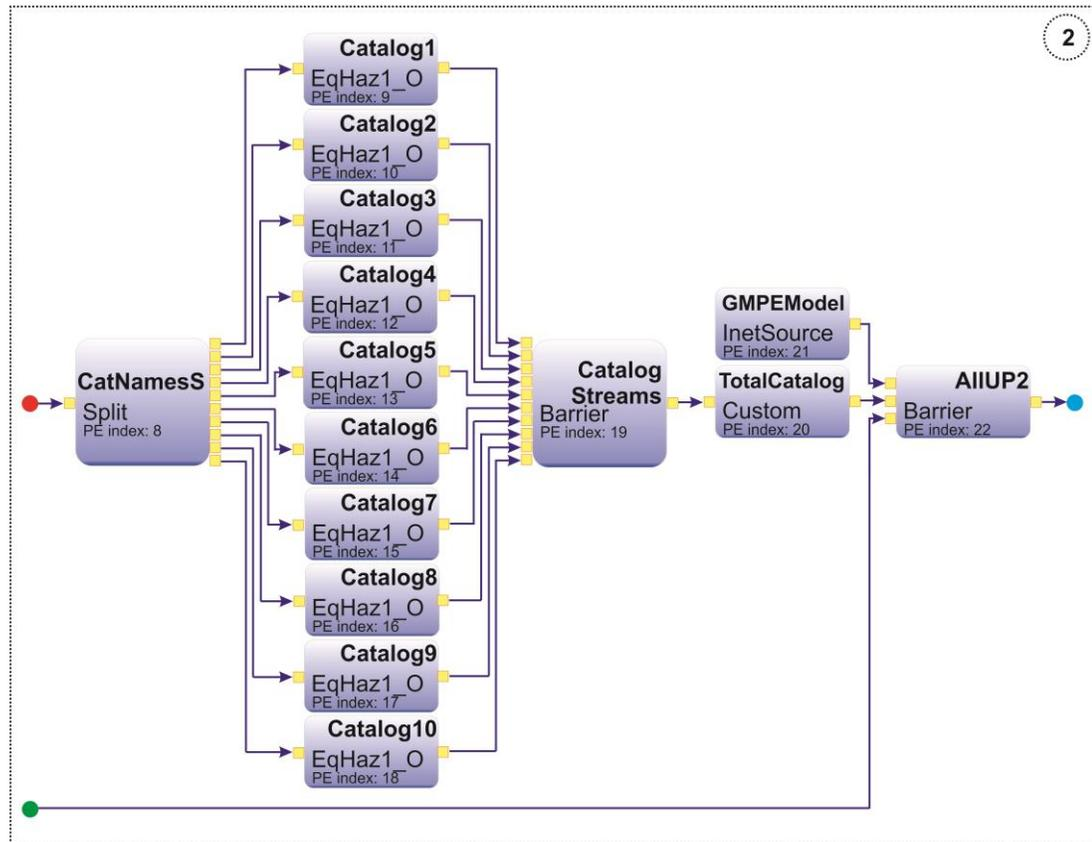 2
Catalog1
EqHaz1_O
PE index: 9
Catalog2
EqHaz1_O
PE index: 10
Catalog3
EqHaz1_O
PE index: 11
Catalog4
EqHaz1_O
PE index: 12
Catalog5
EqHaz1_O
PE index: 13
Catalog6
EqHaz1_O
PE index: 14
Catalog7
EqHaz1_O
PE index: 15
Catalog8
EqHaz1_O
PE index: 16
Catalog9
EqHaz1_O
PE index: 17
Catalog10
EqHaz1_O
PE index: 18
CatNamesS
Split
PE index: 8
Catalog
Streams
Barrier
PE index: 19
GMPEModel
InetSource
PE index: 21
TotalCatalog
Custom
PE index: 20
AllUP2
Barrier
PE index: 22